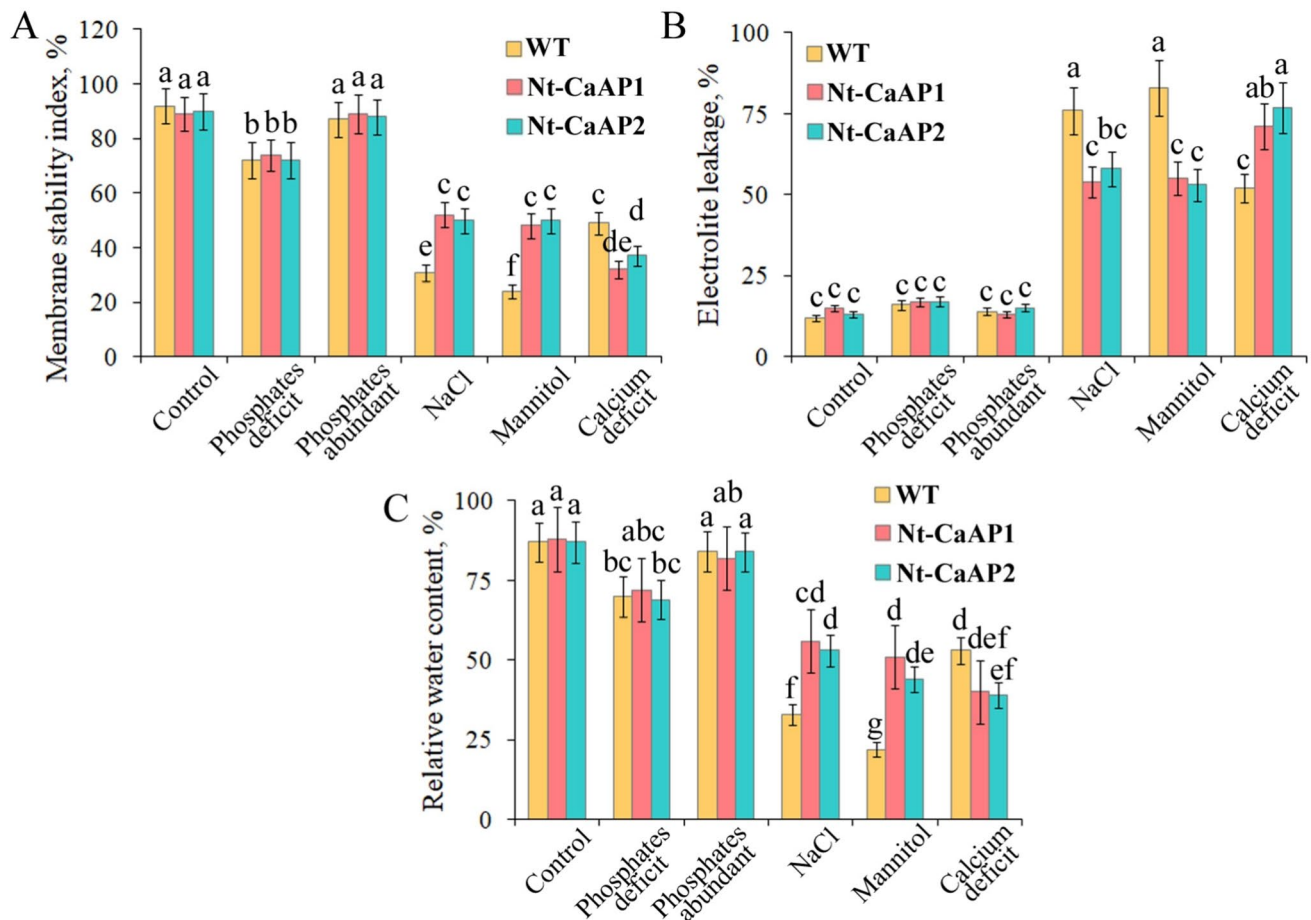 A
Membrane stability index, %
120
100
80
60
40
20
0
WT
Nt-CaAP1
Nt-CaAP2
a a a
b b b
a a a
e c c
f c c
c de d
Control
Phosphates
deficit
Phosphates
abundant
NaCl
Mannitol
Calcium
deficit
B
Electrolite leakage, %
100
75
50
25
0
WT
Nt-CaAP1
Nt-CaAP2
c c c
c c c
c c c
a c bc
a c c
c ab a
Control
Phosphates
deficit
Phosphates
abundant
NaCl
Mannitol
Calcium
deficit
C
Relative water content, %
100
75
50
25
0
WT
Nt-CaAP1
Nt-CaAP2
a a a
bc abc bc
a ab a
f cd d
g d de
d def ef
Control
Phosphates
deficit
Phosphates
abundant
NaCl
Mannitol
Calcium
deficit